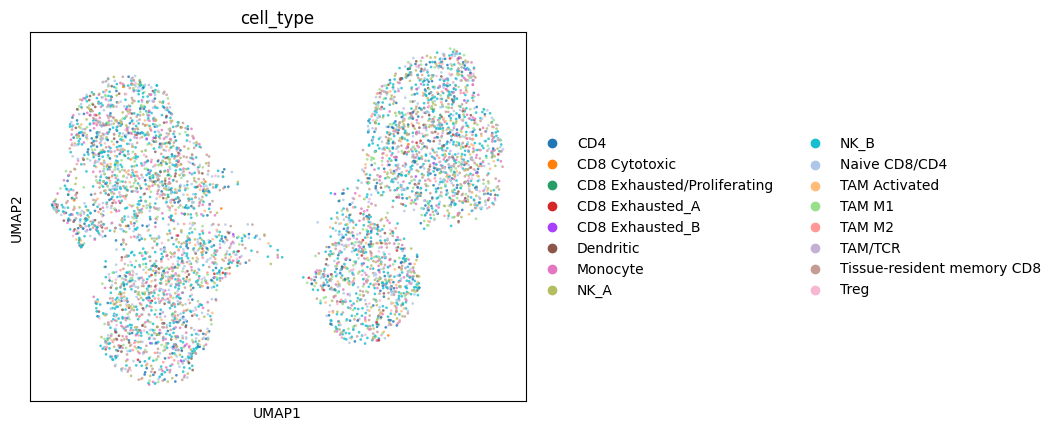 cell_type
UMAP2
UMAP1
CD4
CD8 Cytotoxic
CD8 Exhausted/Proliferating
CD8 Exhausted_A
CD8 Exhausted_B
Dendritic
Monocyte
NK_A
NK_B
Naive CD8/CD4
TAM Activated
TAM M1
TAM M2
TAM/TCR
Tissue-resident memory CD8
Treg